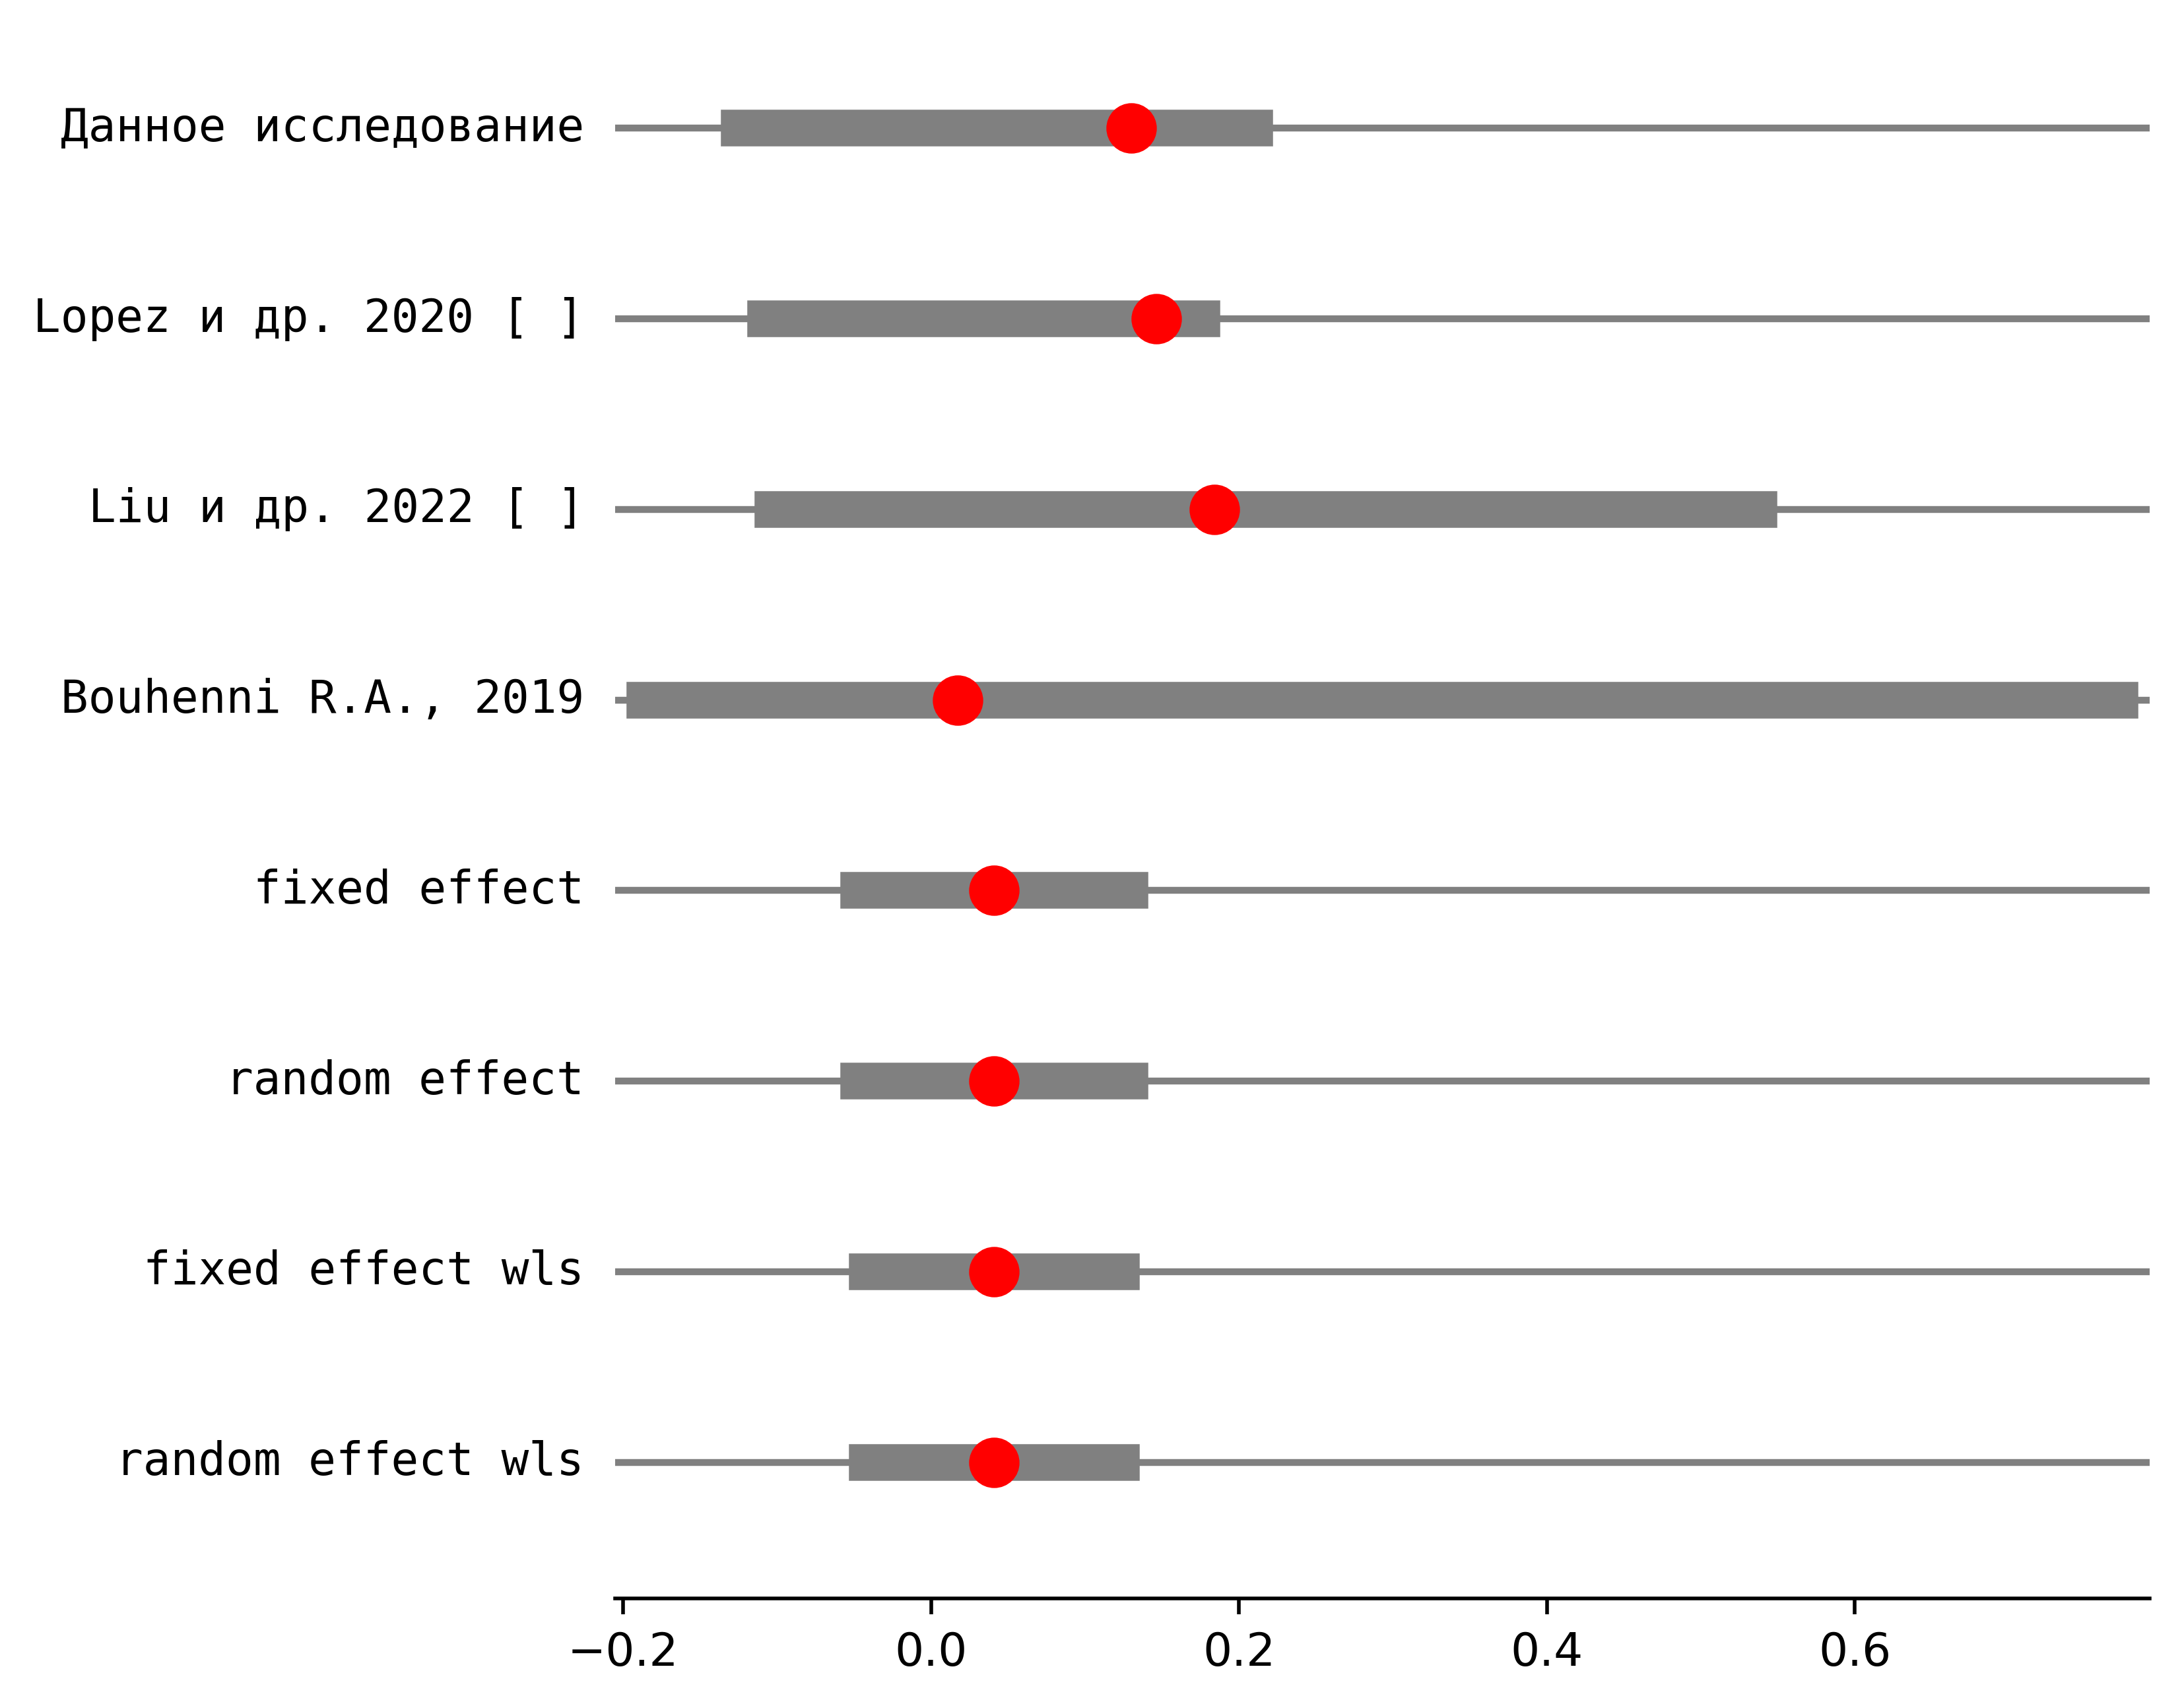 Данное исследование
Lopez и др. 2020 [ ]
Liu и др. 2022 [ ]
Bouhenni R.A., 2019
fixed effect
random effect
fixed effect wls
random effect wls
−0.2 0.0 0.2 0.4 0.6